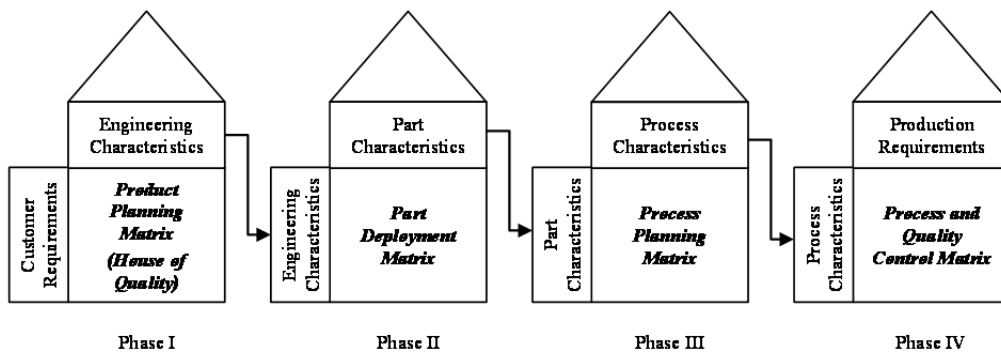 Engineering
Characteristics
Customer
Requirements
Product
Planning
Matrix
(House of
Quality)
Phase I
Part
Characteristics
Engineering
Characteristics
Part
Deployment
Matrix
Phase II
Process
Characteristics
Part
Characteristics
Process
Planning
Matrix
Phase III
Production
Requirements
Process
Characteristics
Process and
Quality
Control Matrix
Phase IV